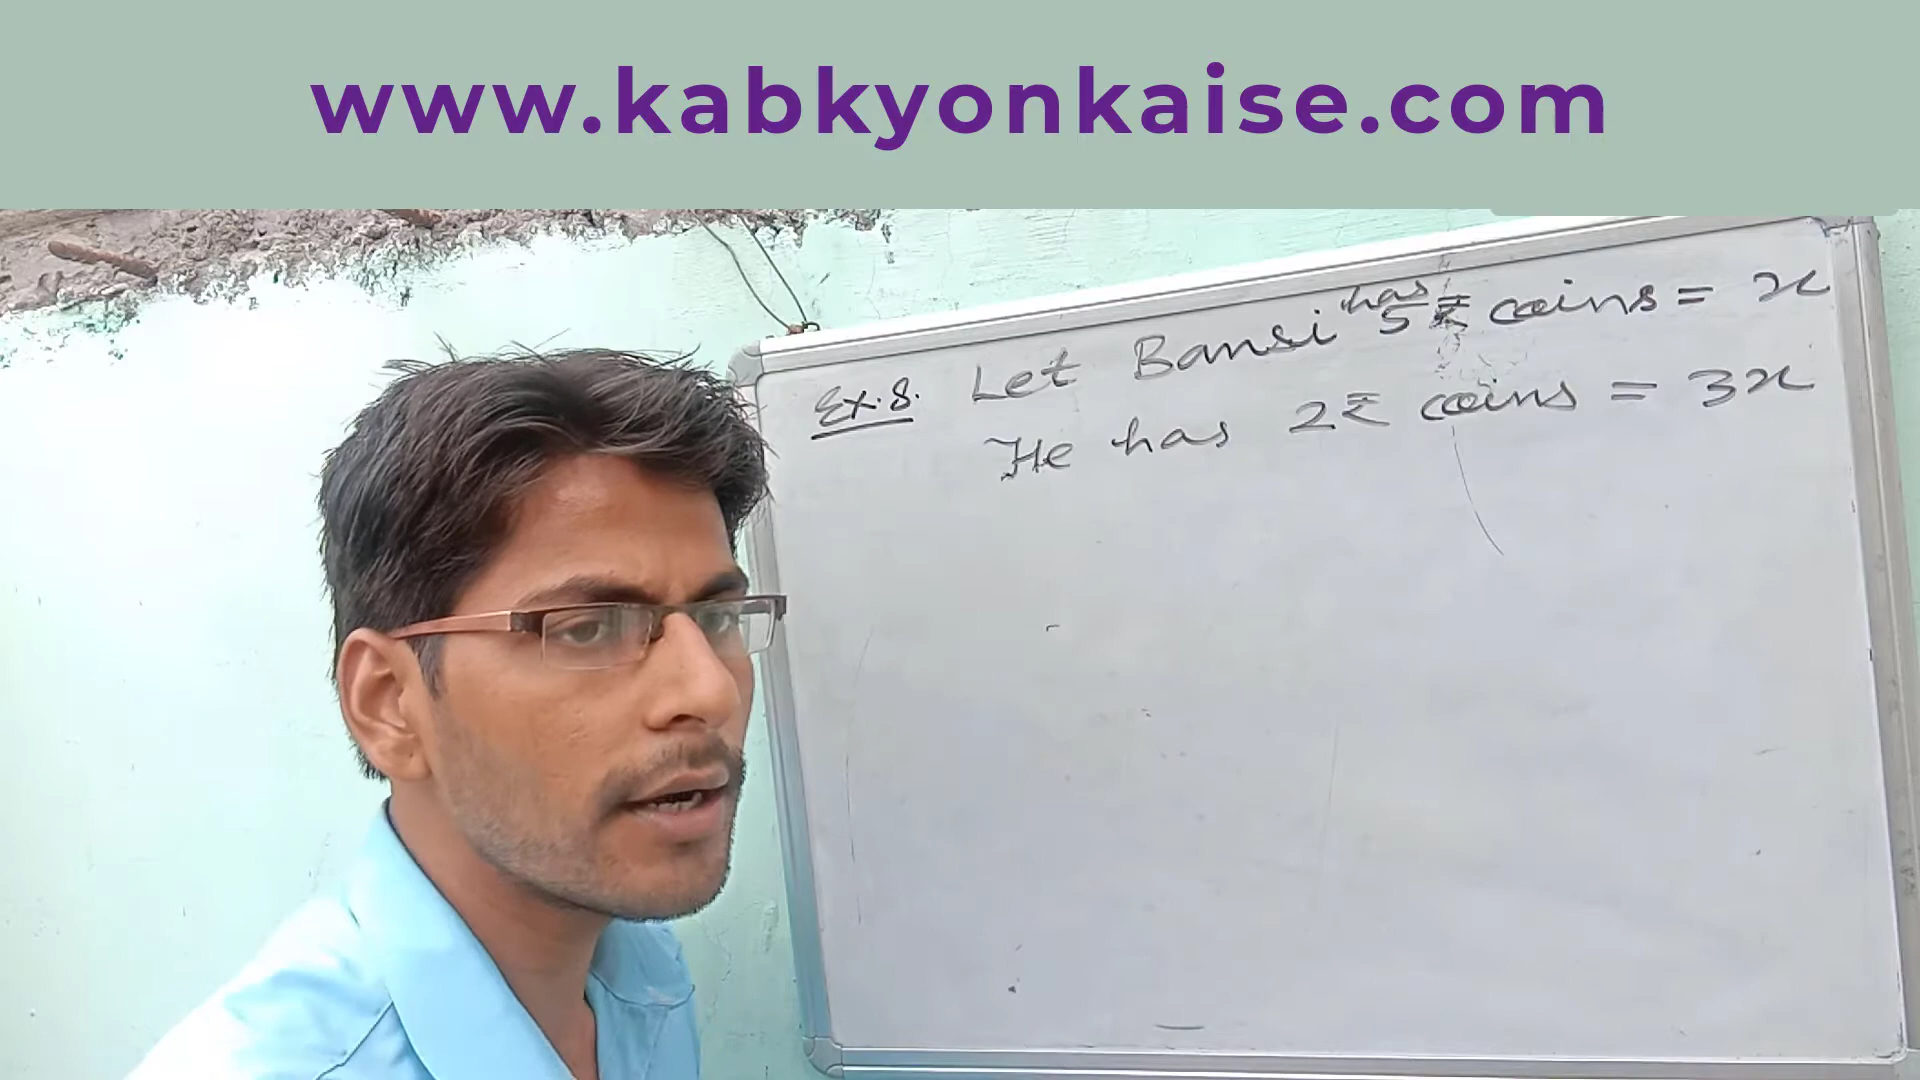 www.kabkyonkaise.com
Ex.8. Let Bansi has 5₹ coins = x
He has 2₹ coins = 3x